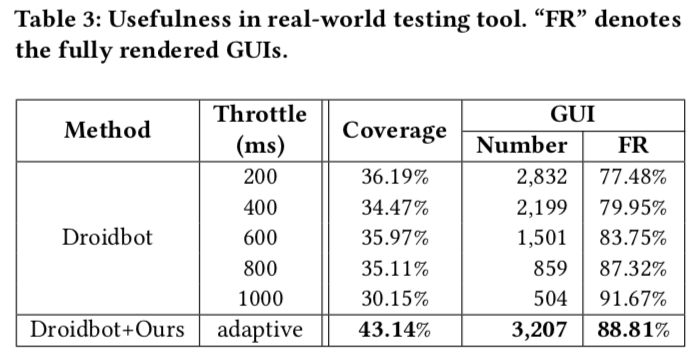 Table 3: Usefulness in real-world testing tool. “FR” denotes
the fully rendered GUIs.
Method Throttle (ms) Coverage GUI
Number FR
Droidbot 200 36.19% 2,832 77.48%
400 34.47% 2,199 79.95%
600 35.97% 1,501 83.75%
800 35.11% 859 87.32%
1000 30.15% 504 91.67%
Droidbot+Ours adaptive 43.14% 3,207 88.81%